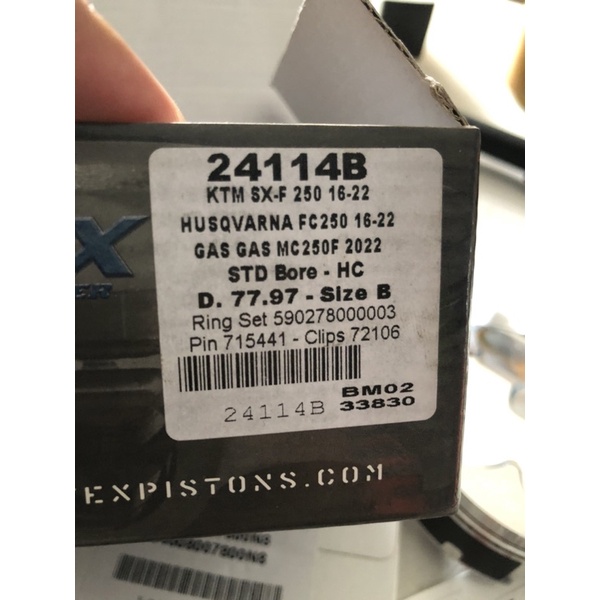 24114B
KTM SX-F 250 16-22
HUSQVARNA FC250 16-22
GAS GAS MC250F 2022
STD Bore - HC
D. 77.97 - Size B
Ring Set 590278000003
Pin 715441 - Clips 72106
24114B
BM02
33830
X
EXPISTONS.COM